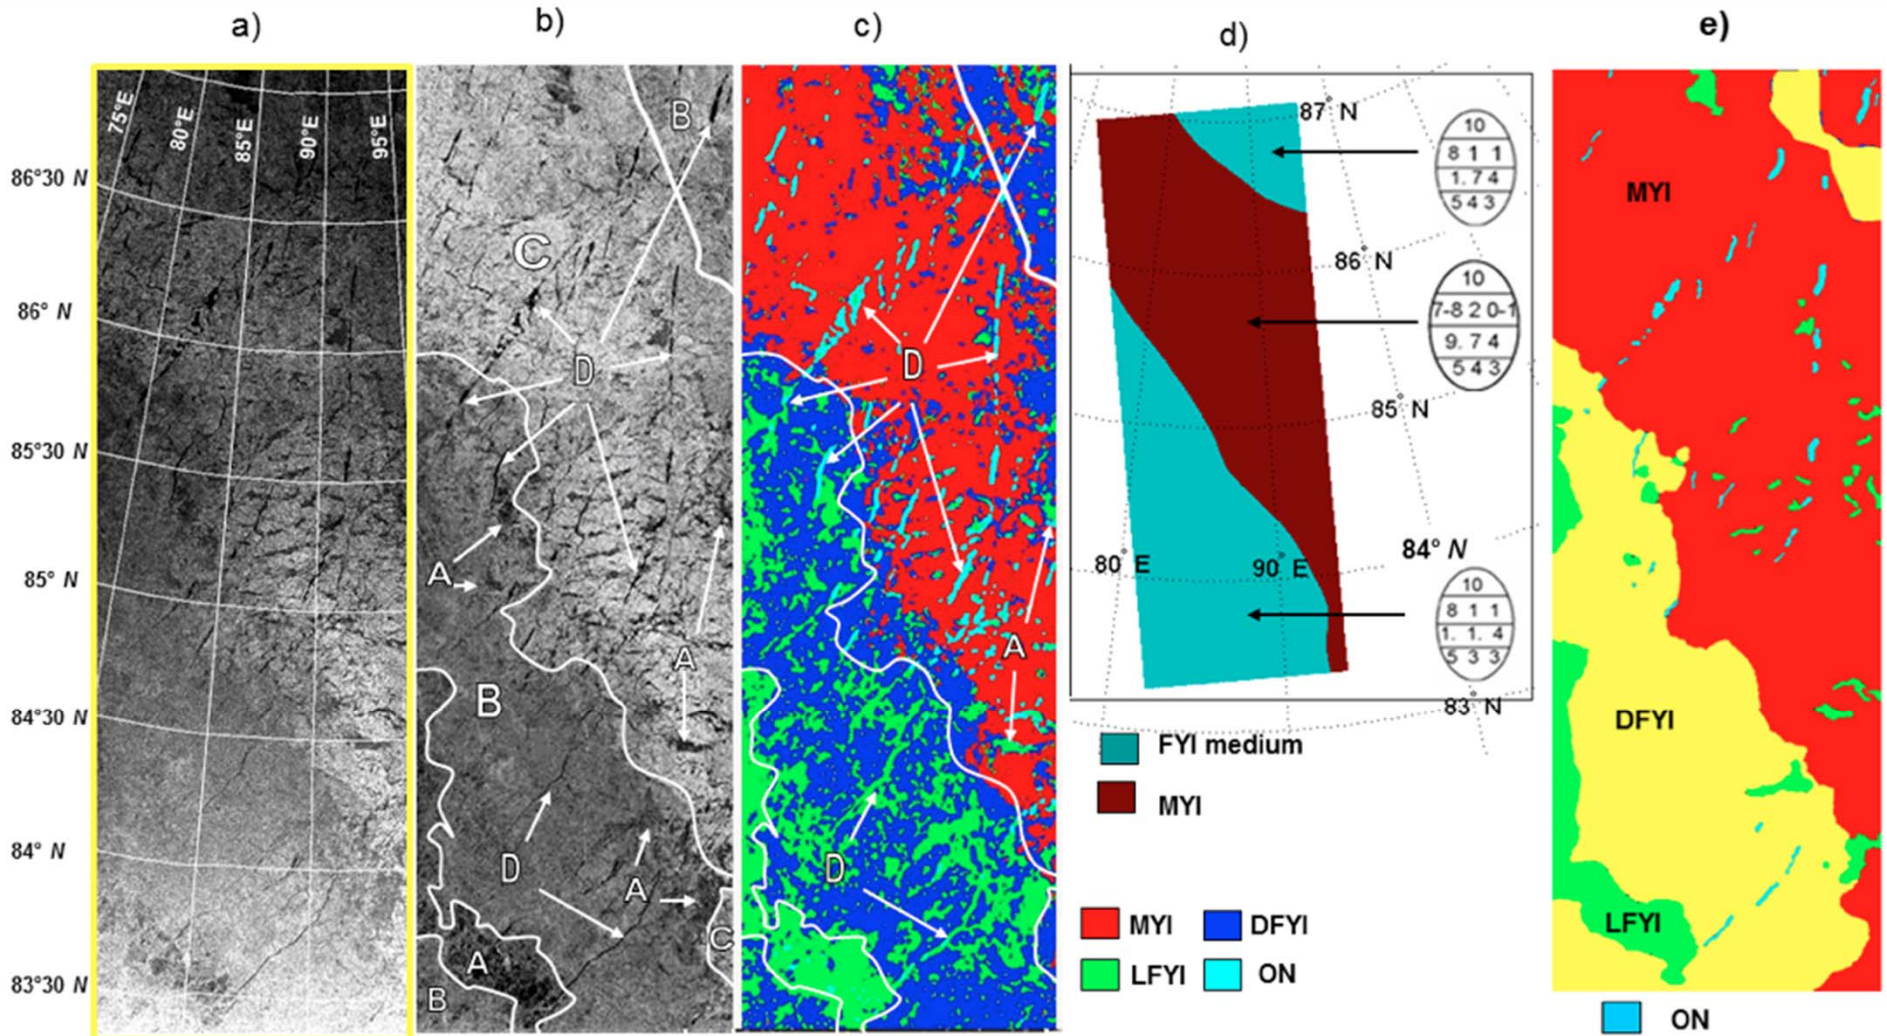 a)
b)
c)
d)
e)
75°E
80°E
85°E
90°E
95°E
86°30 N
86° N
85°30 N
85° N
84°30 N
84° N
83°30 N
B
C
D
A
A
B
D
A
C
A
B
D
A
D
87 N
86 N
85 N
84° N
83 N
80 E
90 E
10
8 1 1
1. 7 4
5 4 3
10
7-8 2 0-1
9. 7 4
5 4 3
10
8 1 1
1. 1. 4
5 3 3
FYI medium
MYI
MYI
DFYI
LFYI
ON
MYI
DFYI
LFYI
ON